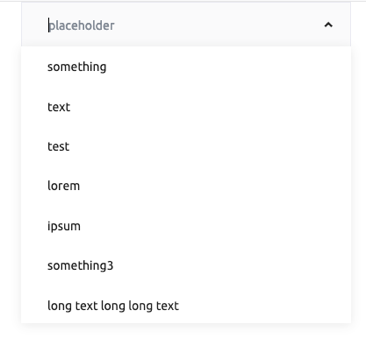 placeholder
something
text
test
lorem
ipsum
something3
long text long long text